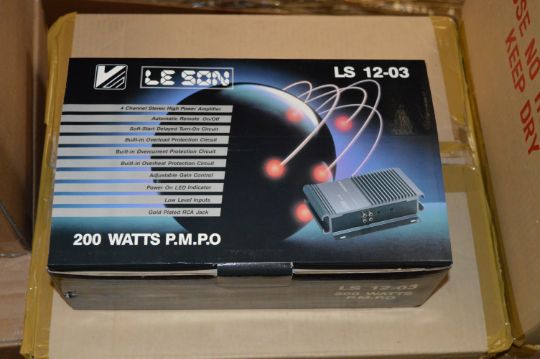 LE SON
LS 12-03
4 Channel Stereo High Power Amplifier
Automatic Remote On/Off
Soft-Start Delayed Turn-On Circuit
Built-in Overload Protection Circuit
Built-in Overcurrent Protection Circuit
Built-in Overheat Protection Circuit
Adjustable Gain Control
Power On LED Indicator
Low Level Inputs
Gold Plated RCA Jack
200 WATTS P.M.P.O
LS 12-03
200 WATTS
P.M.P.O
KEEP DRY